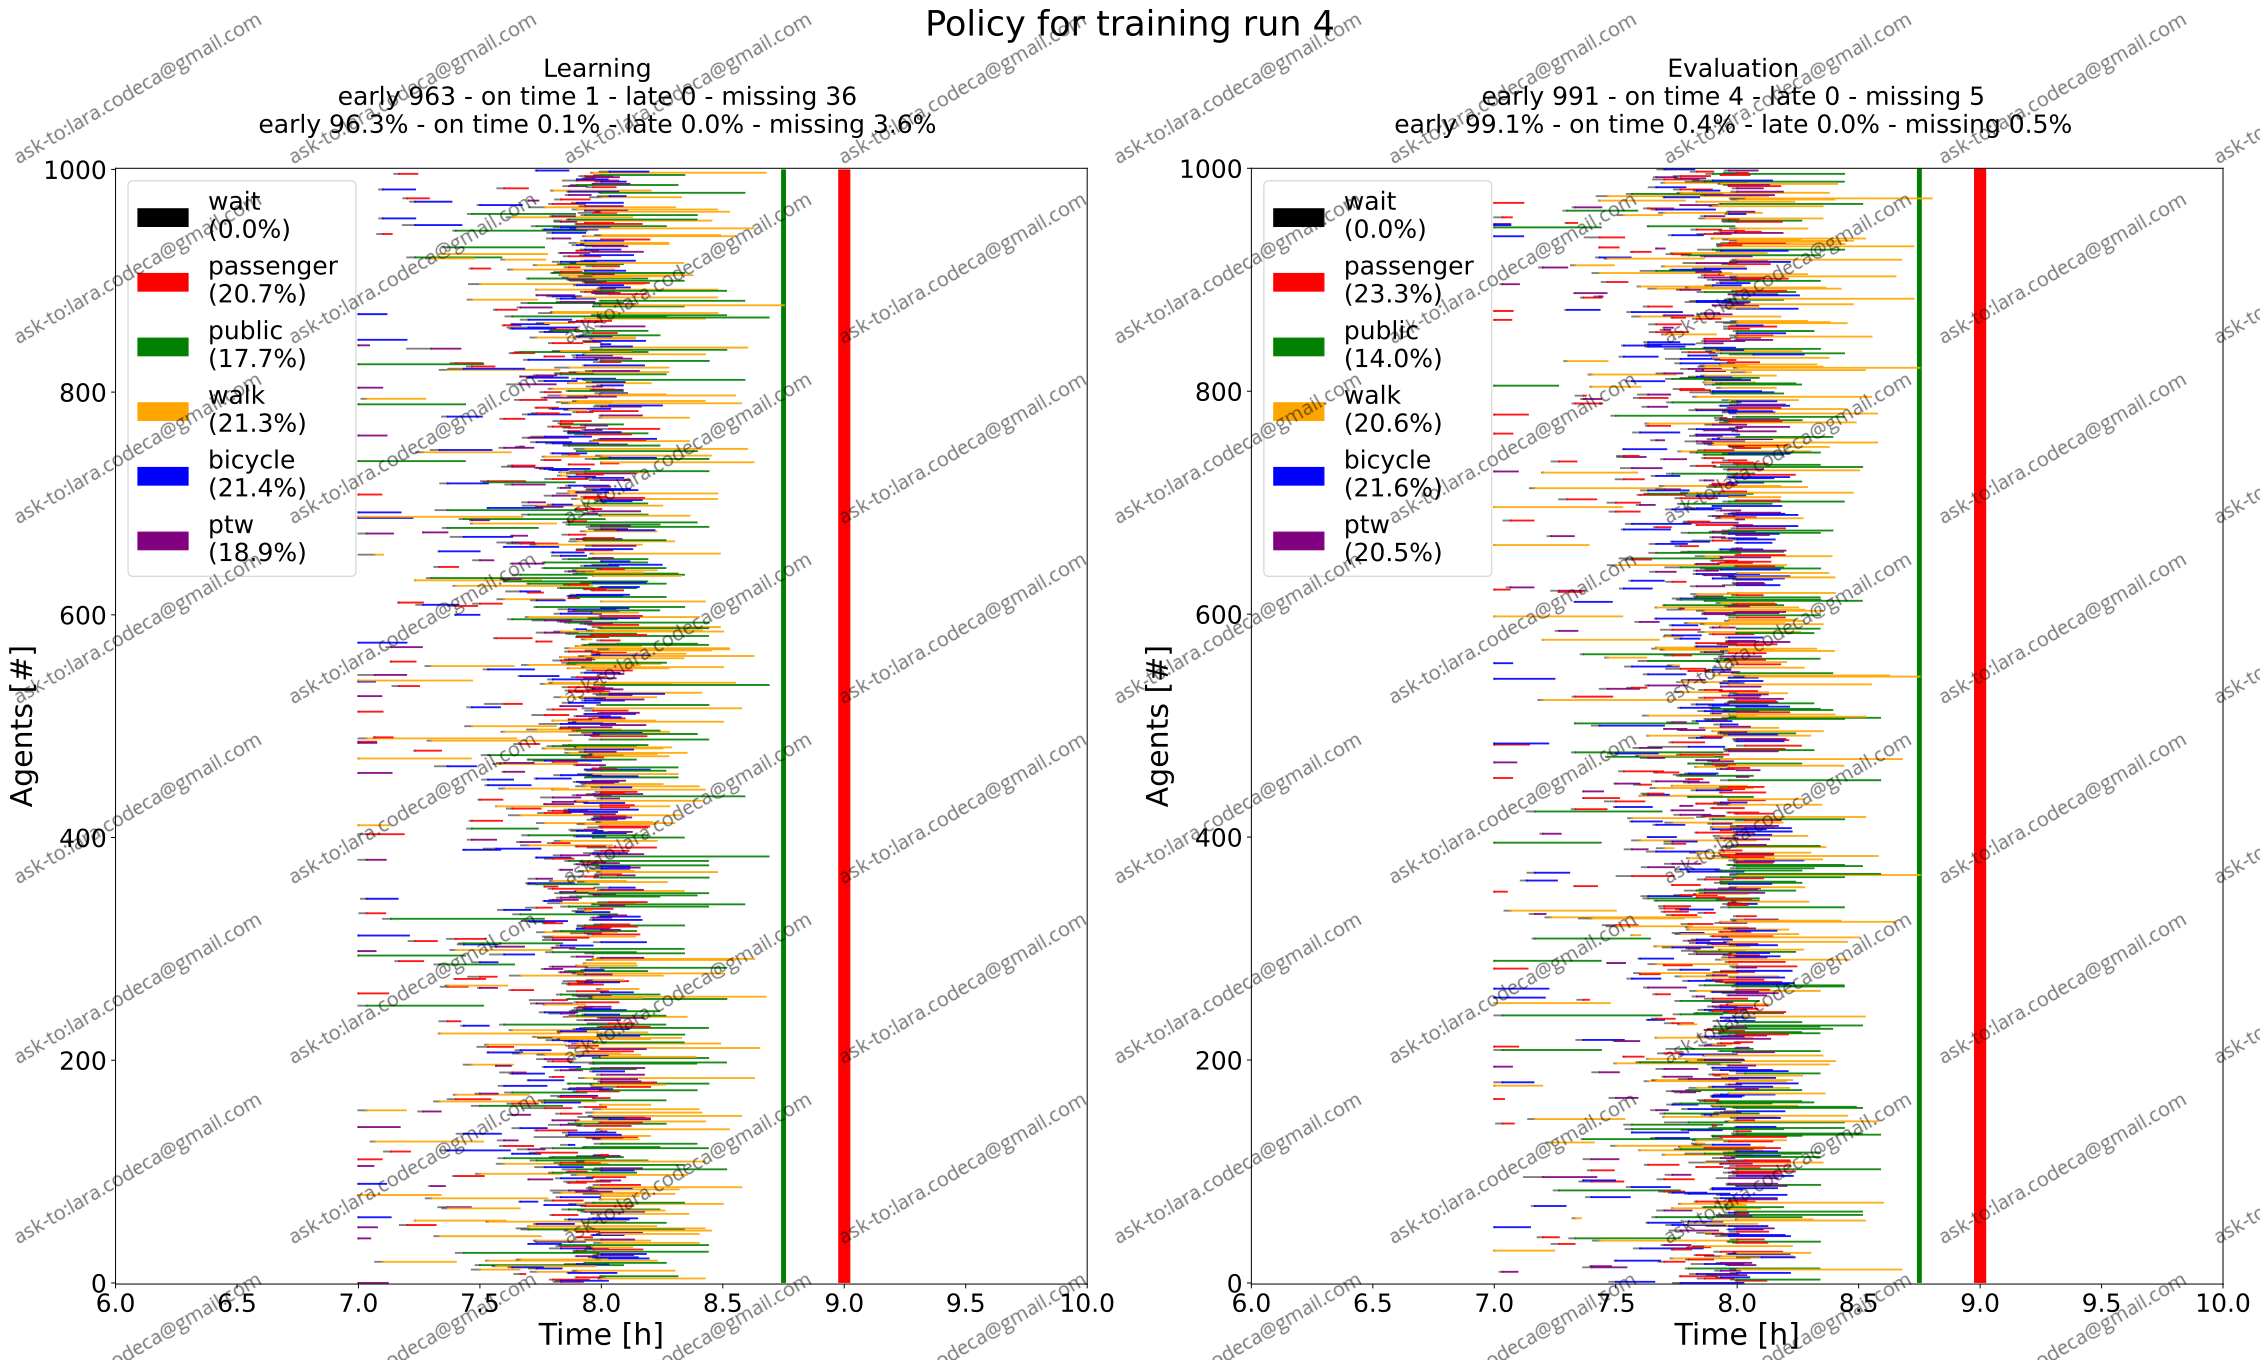 Policy for training run 4
Learning
early 963 - on time 1 - late 0 - missing 36
early 96.3% - on time 0.1% - late 0.0% - missing 3.6%
wait
(0.0%)
passenger
(20.7%)
public
(17.7%)
walk
(21.3%)
bicycle
(21.4%)
ptw
(18.9%)
1000
800
600
400
200
0
Agents [#]
6.0 6.5 7.0 7.5 8.0 8.5 9.0 9.5 10.0
Time [h]
Evaluation
early 991 - on time 4 - late 0 - missing 5
early 99.1% - on time 0.4% - late 0.0% - missing 0.5%
wait
(0.0%)
passenger
(23.3%)
public
(14.0%)
walk
(20.6%)
bicycle
(21.6%)
ptw
(20.5%)
1000
800
600
400
200
0
Agents [#]
6.0 6.5 7.0 7.5 8.0 8.5 9.0 9.5 10.0
Time [h]
ask-to:lara.codeca@gmail.com